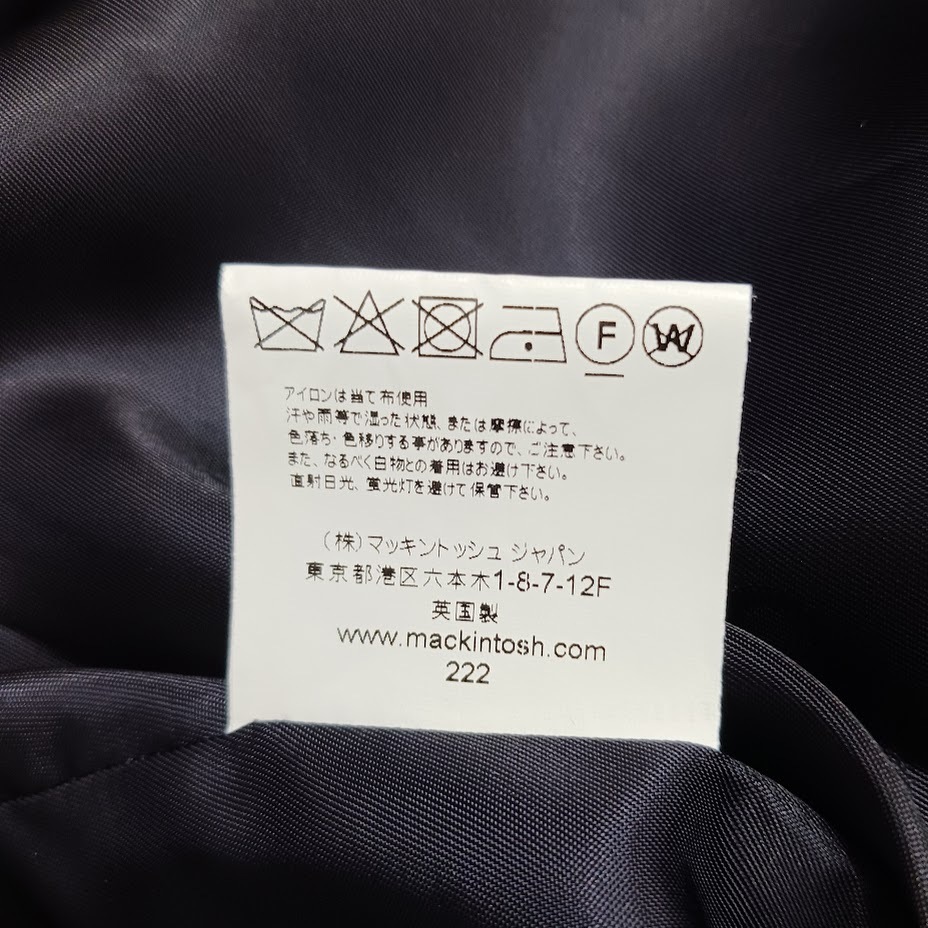 F W
アイロンは当て布使用
汗や雨等で湿った状態、または摩擦によって、
色落ち・色移りする事がありますので、ご注意下さい。
また、なるべく白物との着用はお避け下さい。
直射日光、蛍光灯を避けて保管下さい。
(株)マッキントッシュ ジャパン
東京都港区六本木1-8-7-12F
英国製
www.mackintosh.com
222